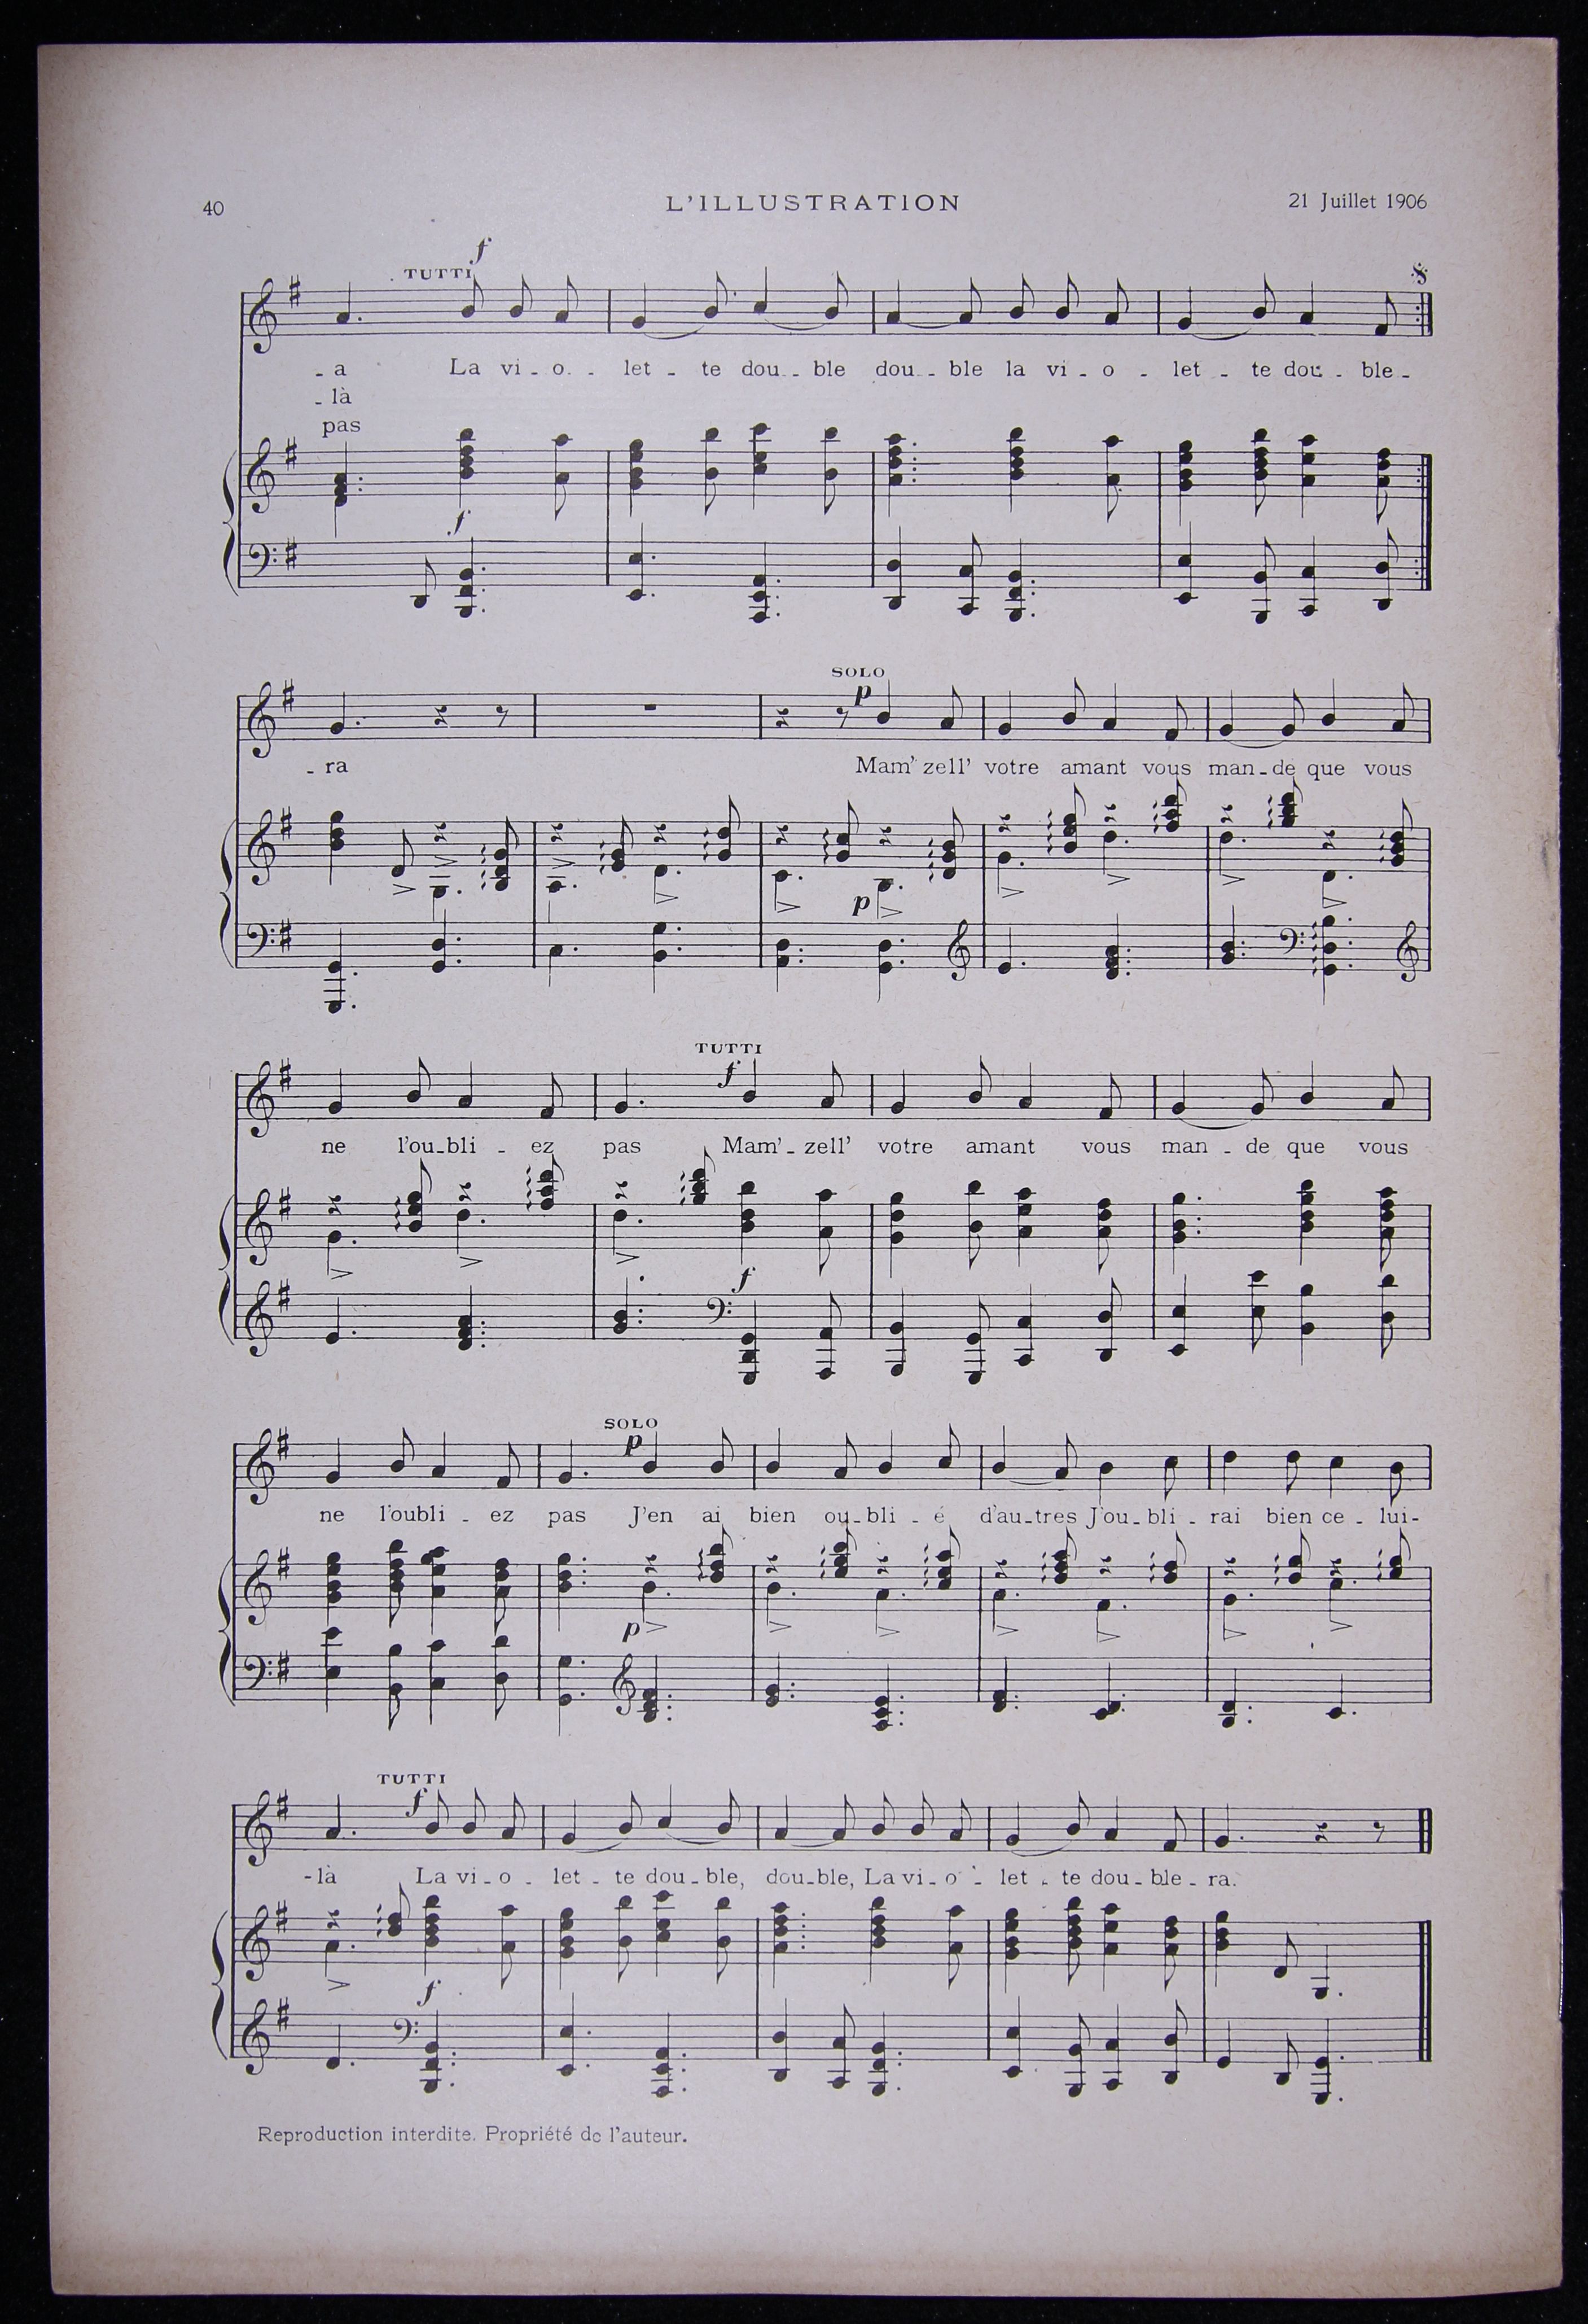 40
L'ILLUSTRATION
21 Juillet 1906
f
TUTTI
- a La vi - o - let - te dou - ble dou - ble la vi - o - let - te dou - ble -
- là
pas
f
SOLO
p
- ra Mam' zell' votre amant vous man - de que vous
p
TUTTI
f
ne l'ou - bli - ez pas Mam' - zell' votre amant vous man - de que vous
f
SOLO
p
ne l'oubli - ez pas J'en ai bien ou - bli - é d'au - tres J'ou - bli - rai bien ce - lui -
p
TUTTI
f
- là La vi - o - let - te dou - ble, dou - ble, La vi - o - let - te dou - ble - ra.
f
Reproduction interdite. Propriété de l'auteur.